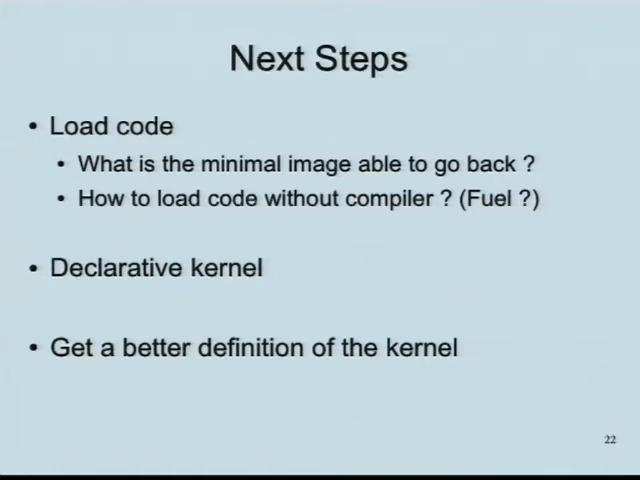 Next Steps
• Load code
• What is the minimal image able to go back ?
• How to load code without compiler ? (Fuel ?)
• Declarative kernel
• Get a better definition of the kernel
22